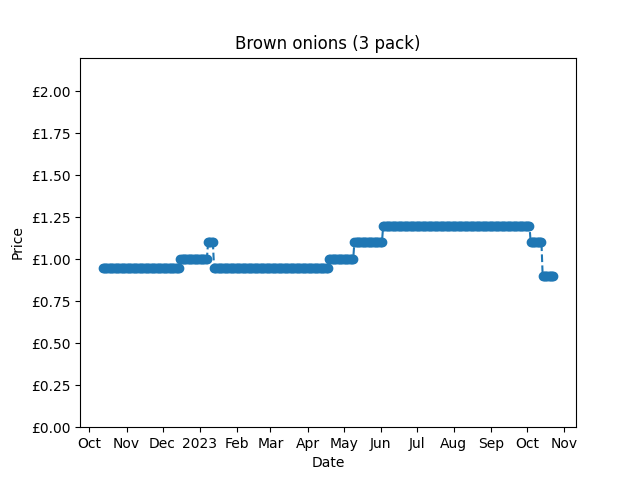 Brown onions (3 pack)
£2.00
£1.75
£1.50
£1.25
£1.00
£0.75
£0.50
£0.25
£0.00
Price
Oct Nov Dec 2023 Feb Mar Apr May Jun Jul Aug Sep Oct Nov
Date